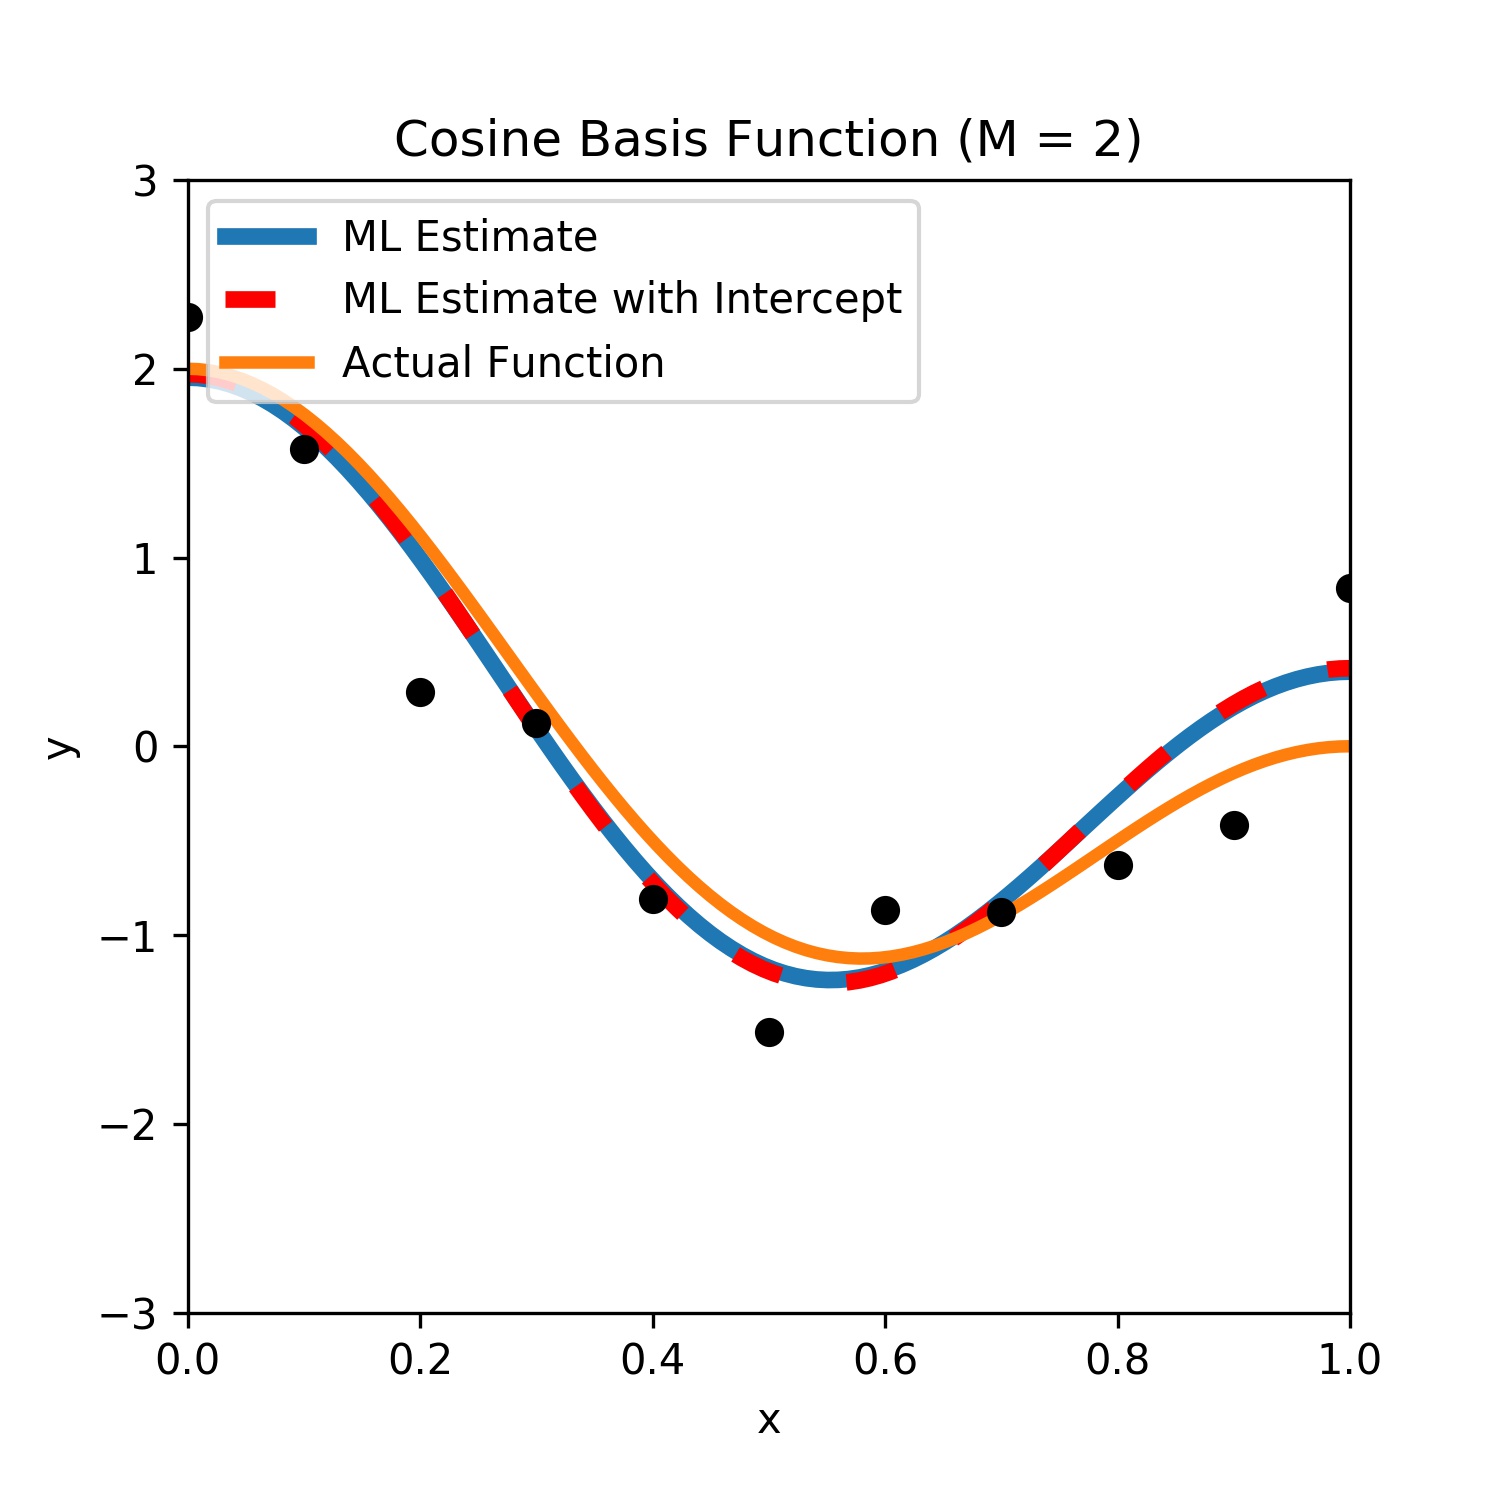 Cosine Basis Function (M = 2)
3
2
1
0
−1
−2
−3
y
ML Estimate
ML Estimate with Intercept
Actual Function
0.0 0.2 0.4 0.6 0.8 1.0
x